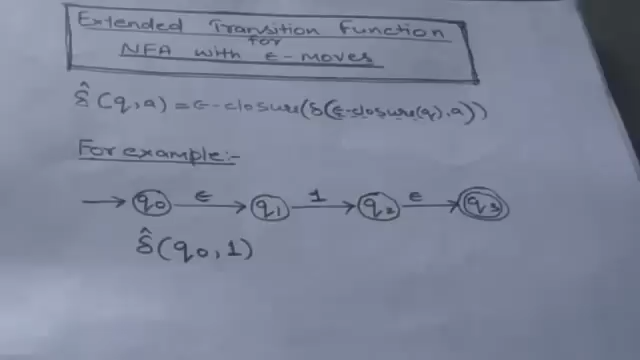 Extended Transition Function
for
NFA with ε-moves
δ̂(q,a) = ε-closure(δ(ε-closure(q),a))
For example:-
q0 ε q1 1 q2 ε q3
δ̂(q0,1)